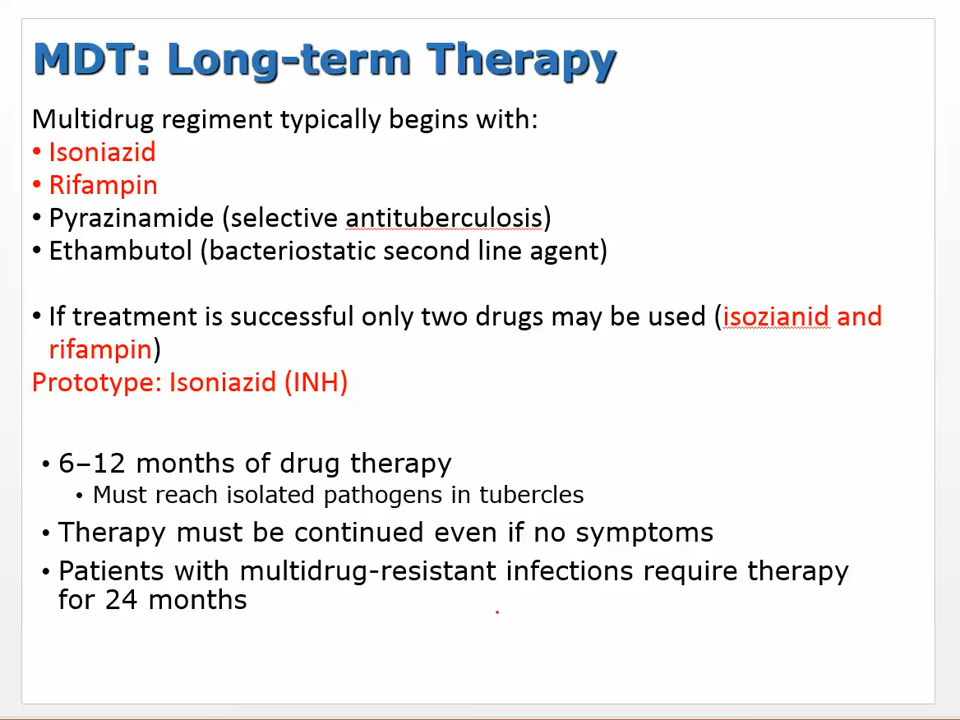 MDT: Long-term Therapy
Multidrug regiment typically begins with:
• Isoniazid
• Rifampin
• Pyrazinamide (selective antituberculosis)
• Ethambutol (bacteriostatic second line agent)
• If treatment is successful only two drugs may be used (isozianid and
rifampin)
Prototype: Isoniazid (INH)
• 6–12 months of drug therapy
• Must reach isolated pathogens in tubercles
• Therapy must be continued even if no symptoms
• Patients with multidrug-resistant infections require therapy
for 24 months